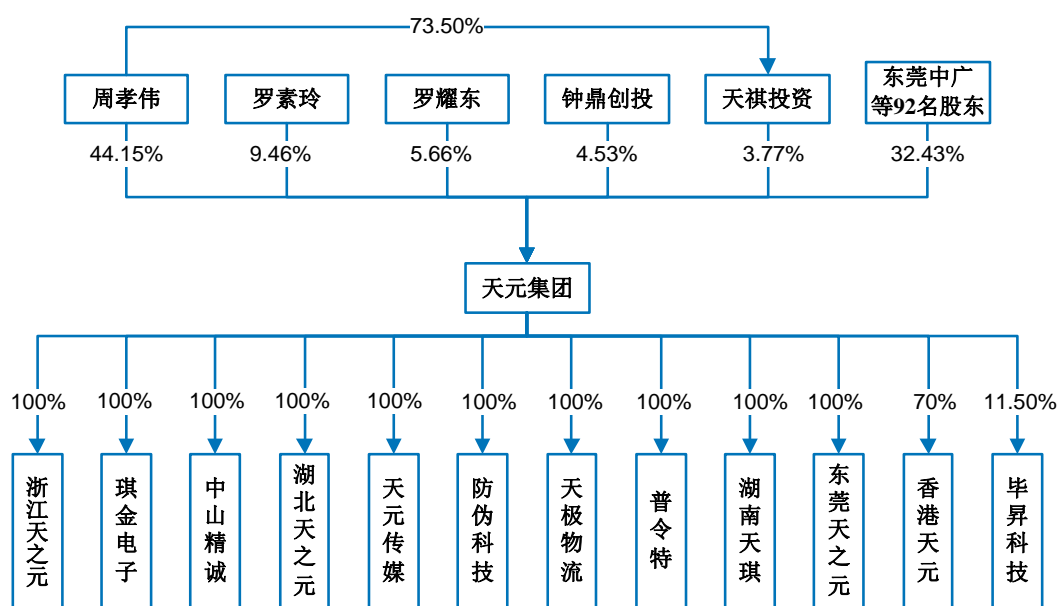 73.50%
周孝伟
罗素玲
罗耀东
钟鼎创投
天祺投资
东莞中广
等92名股东
44.15%
9.46%
5.66%
4.53%
3.77%
32.43%
天元集团
100%
100%
100%
100%
100%
100%
100%
100%
100%
100%
70%
11.50%
浙江天之元
琪金电子
中山精诚
湖北天之元
天元传媒
防伪科技
天极物流
普令特
湖南天琪
东莞天之元
香港天元
毕昇科技